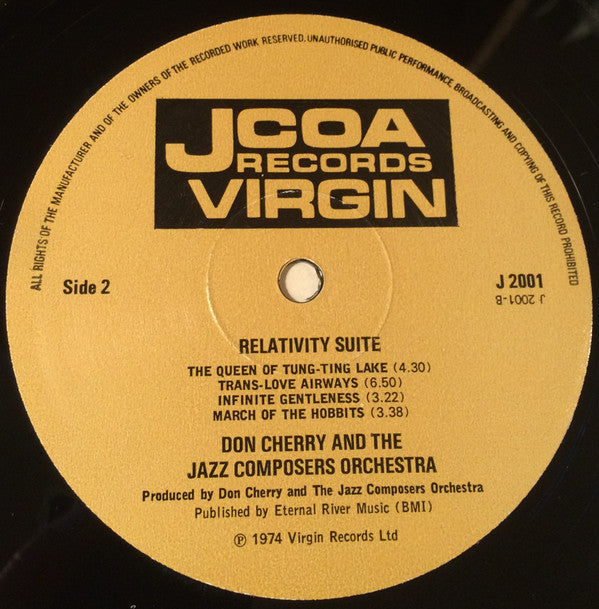 ALL RIGHTS OF THE MANUFACTURER AND OF THE OWNERS OF THE RECORDED WORK RESERVED. UNAUTHORISED PUBLIC PERFORMANCE BROADCASTING AND COPYING OF THIS RECORD PROHIBITED
JCOA
RECORDS
VIRGIN
Side 2
J 2001
J 2001-B
RELATIVITY SUITE
THE QUEEN OF TUNG-TING LAKE (4.30)
TRANS-LOVE AIRWAYS (6.50)
INFINITE GENTLENESS (3.22)
MARCH OF THE HOBBITS (3.38)
DON CHERRY AND THE
JAZZ COMPOSERS ORCHESTRA
Produced by Don Cherry and The Jazz Composers Orchestra
Published by Eternal River Music (BMI)
℗ 1974 Virgin Records Ltd